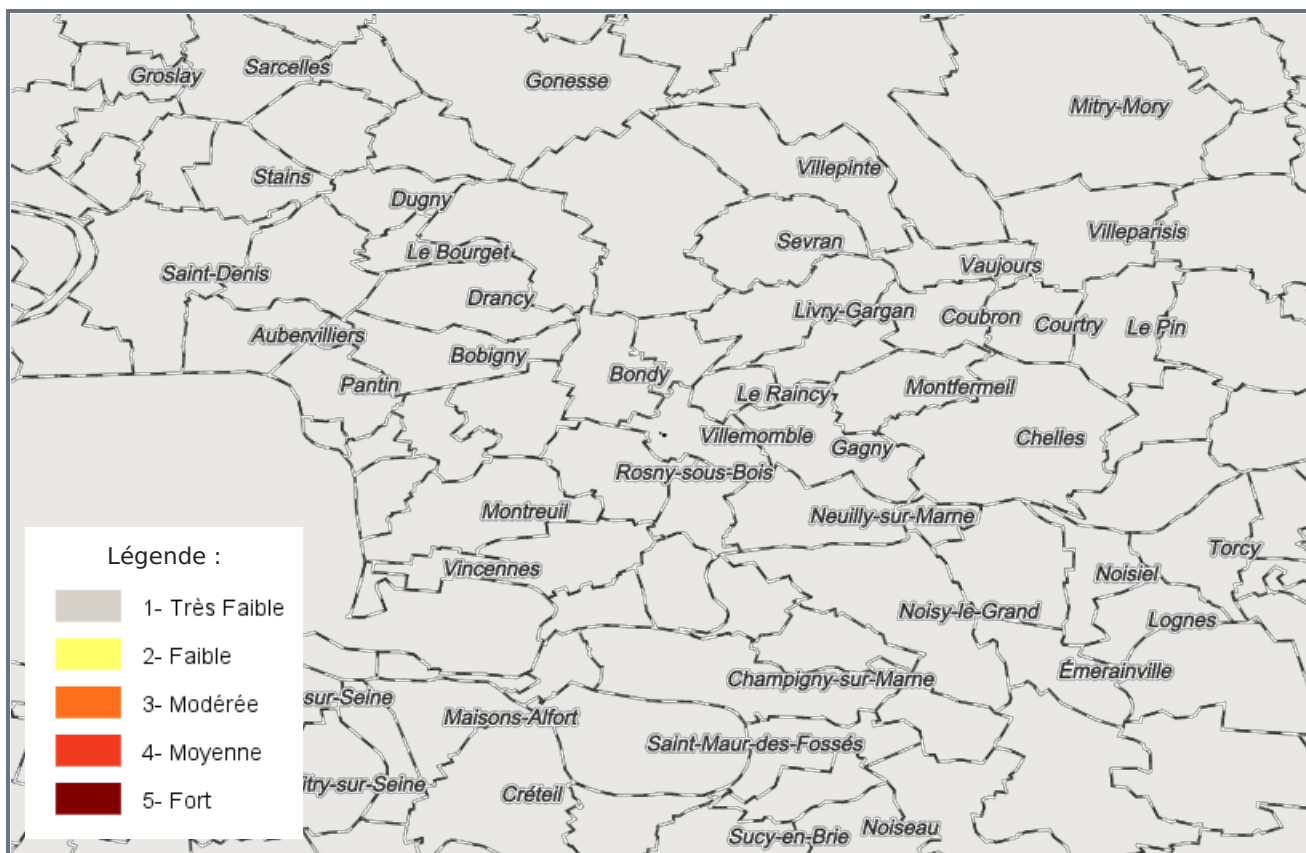 Sarcelles
Groslay
Gonesse
Mitry-Mory
Villepinte
Stains
Dugny
Villeparisis
Sevran
Le Bourget
Vaujours
Saint-Denis
Drancy
Livry-Gargan
Coubron
Courtry
Le Pin
Aubervilliers
Bobigny
Bondy
Pantin
Le Raincy
Montfermeil
Villemomble
Gagny
Chelles
Rosny-sous-Bois
Montreuil
Neuilly-sur-Marne
Torcy
Vincennes
Noisiel
Noisy-le-Grand
Lognes
Émerainville
Champigny-sur-Marne
-sur-Seine
Maisons-Alfort
Saint-Maur-des-Fossés
itry-sur-Seine
Créteil
Noiseau
Sucy-en-Brie
Légende :
1- Très Faible
2- Faible
3- Modérée
4- Moyenne
5- Fort